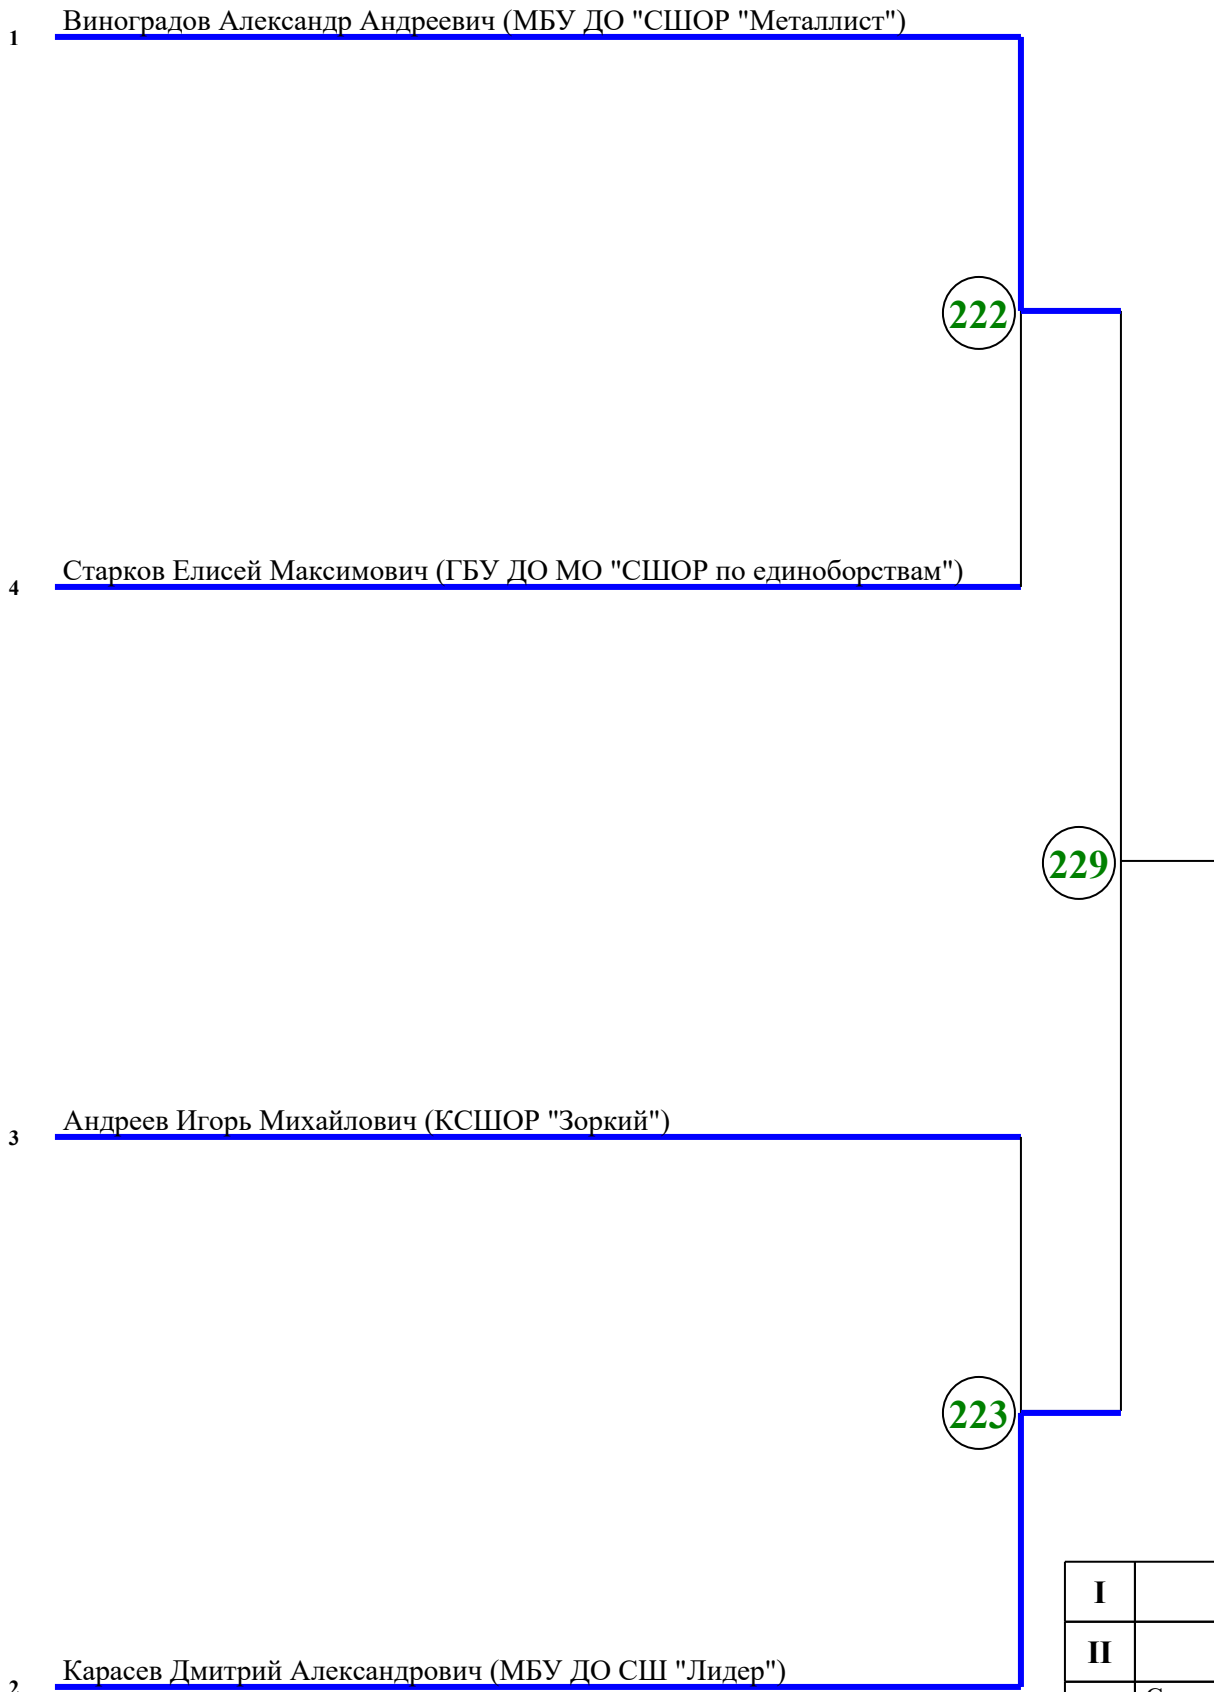 1 Виноградов Александр Андреевич (МБУ ДО "СШОР "Металлист")
222
4 Старков Елисей Максимович (ГБУ ДО МО "СШОР по единоборствам")
229
3 Андреев Игорь Михайлович (КСШОР "Зоркий")
223
I
II
2 Карасев Дмитрий Александрович (МБУ ДО СШ "Лидер")